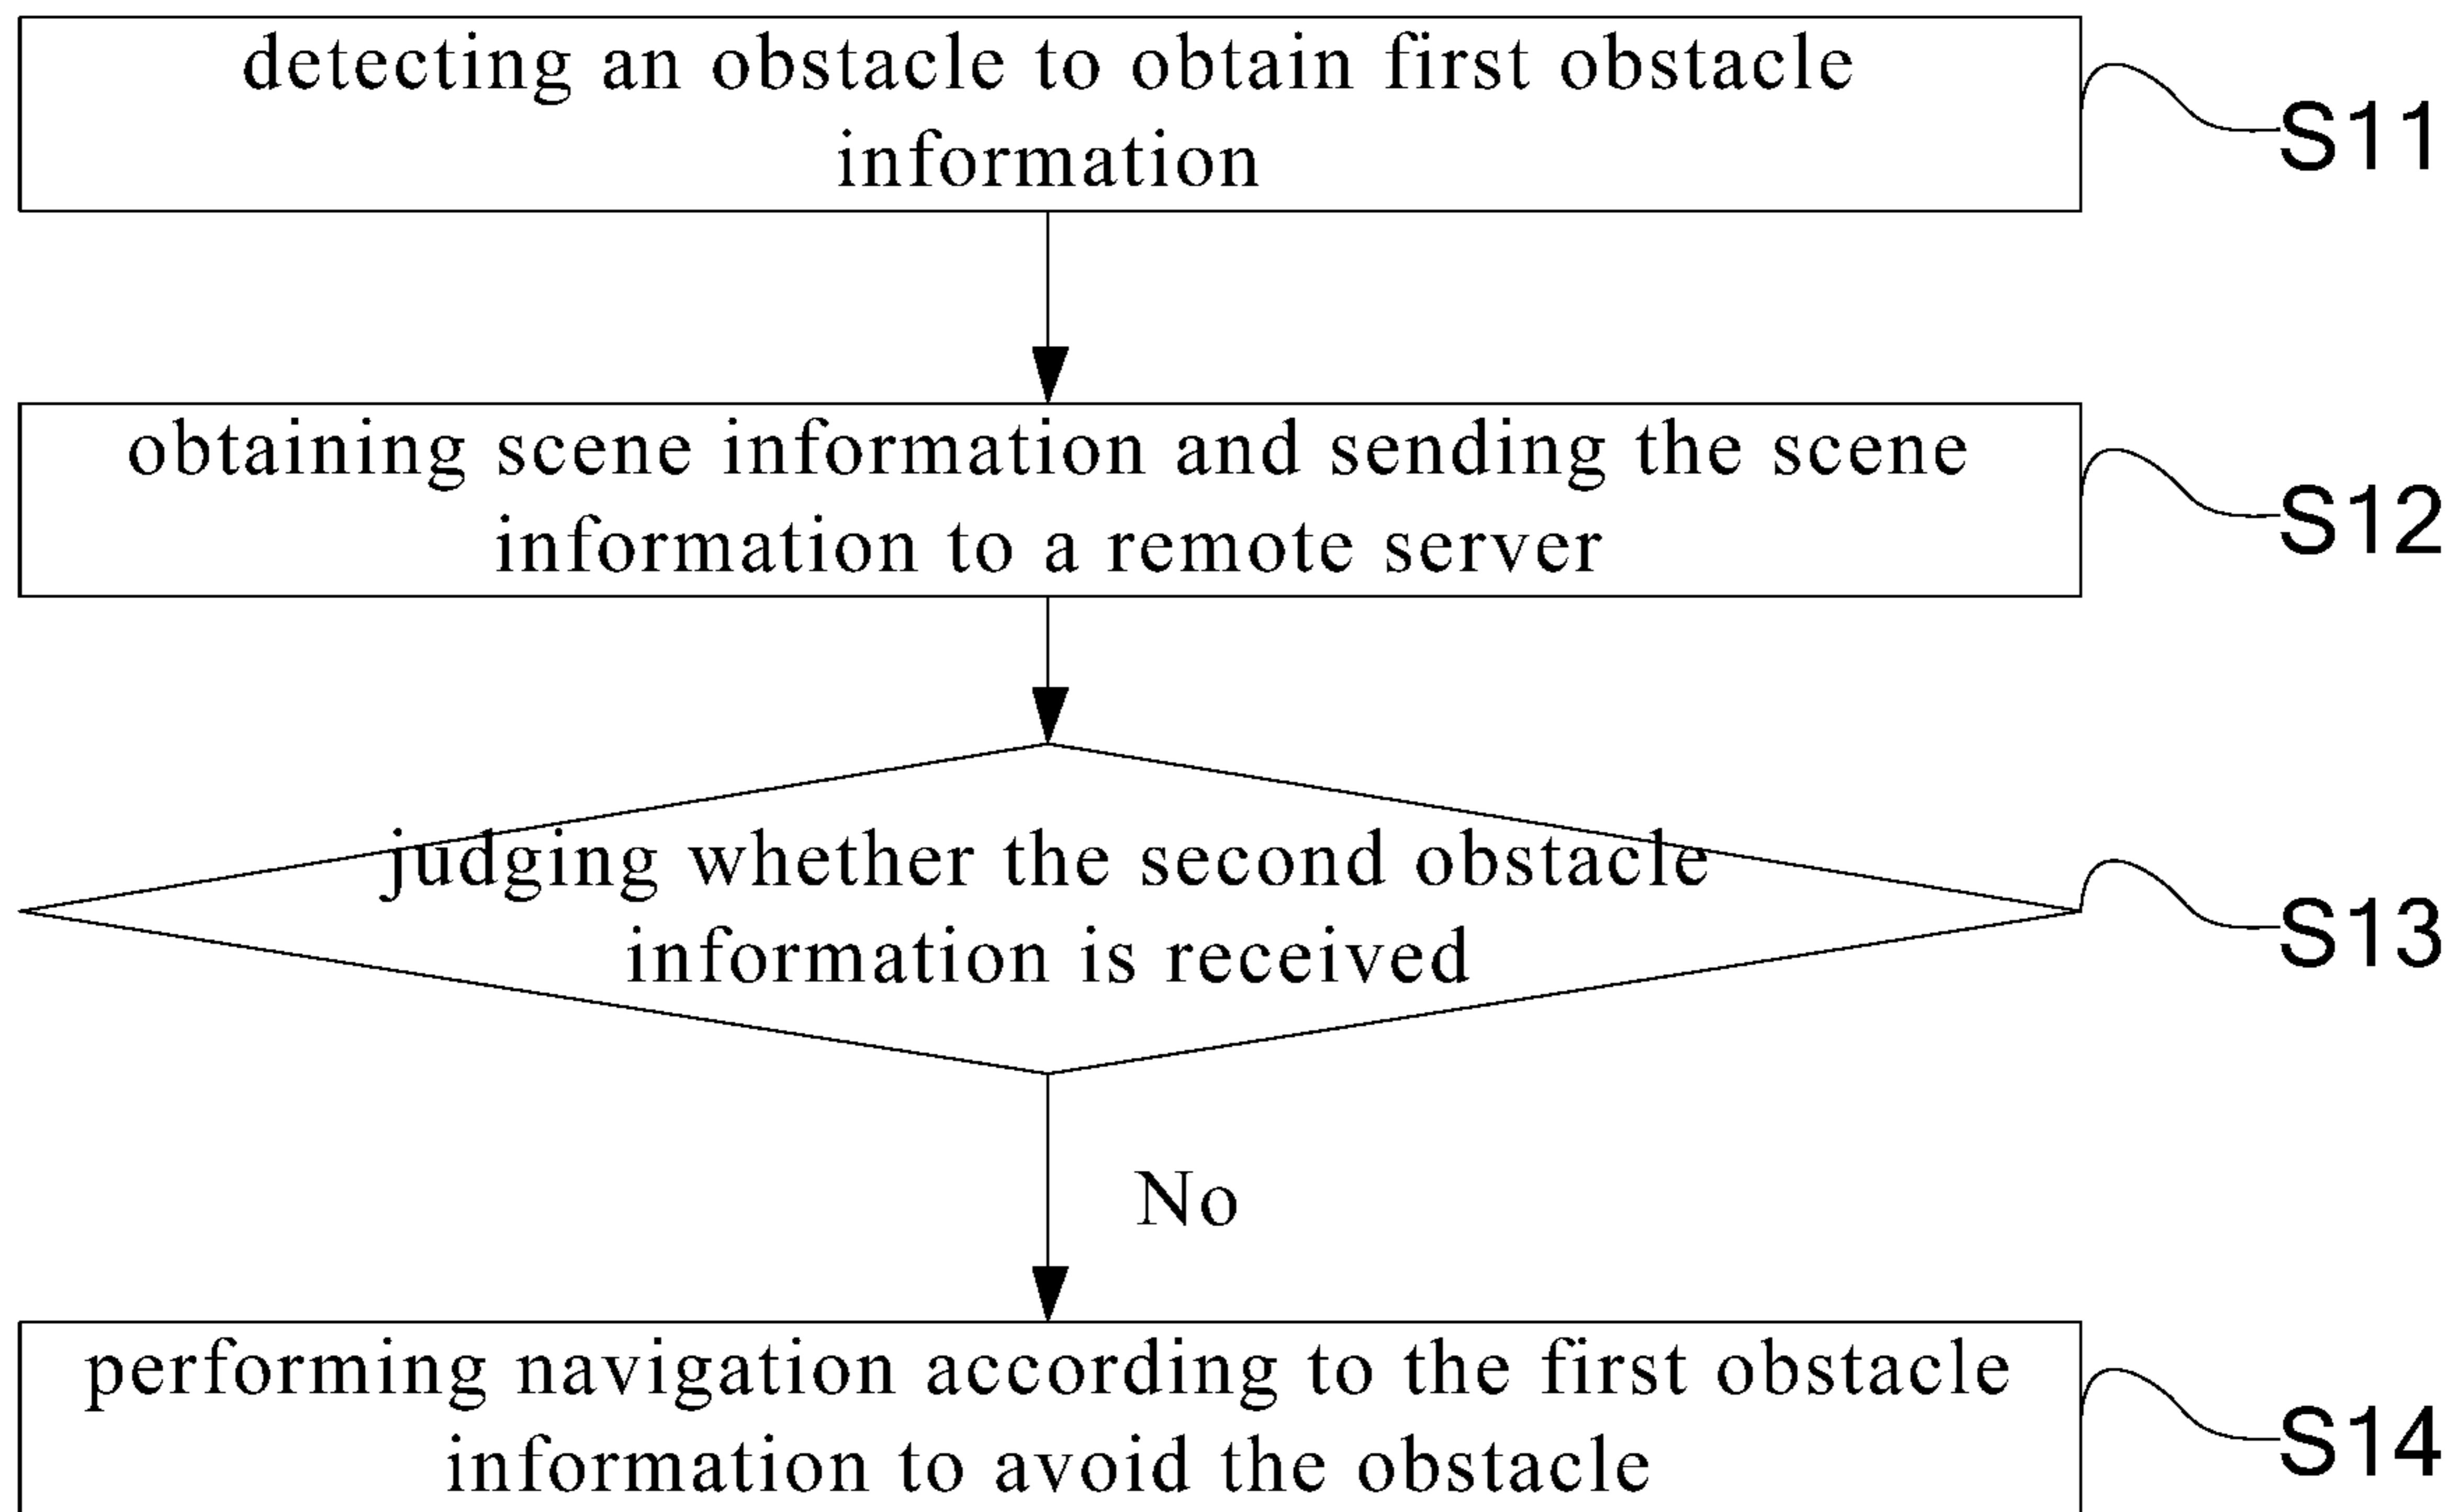 detecting an obstacle to obtain first obstacle
information
S11
obtaining scene information and sending the scene
information to a remote server
S12
judging whether the second obstacle
information is received
S13
No
performing navigation according to the first obstacle
information to avoid the obstacle
S14